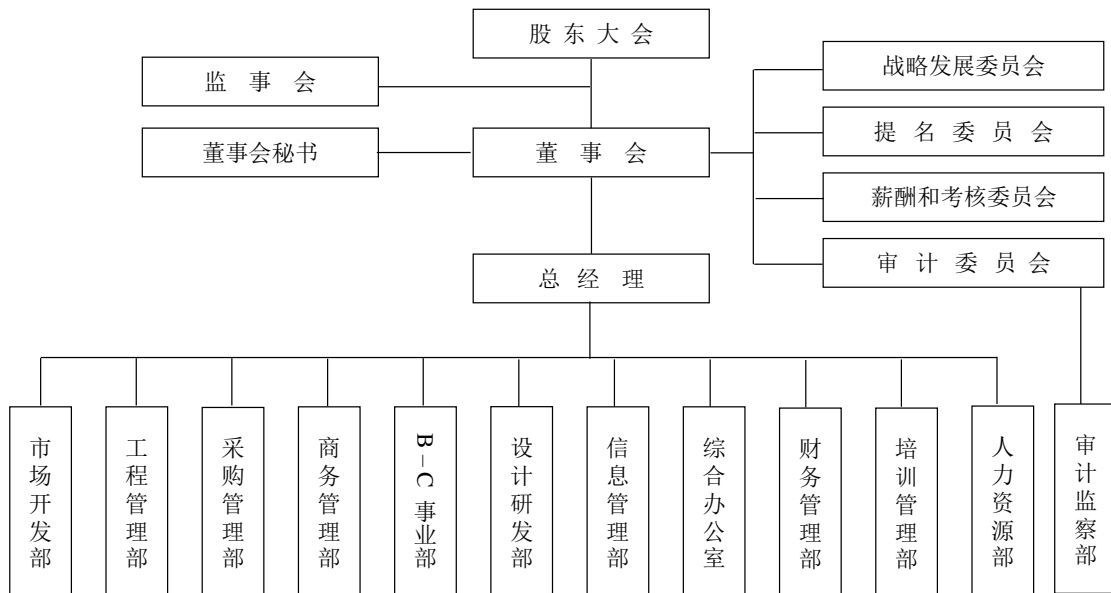 股东大会
监事会
战略发展委员会
提名委员会
董事会秘书
董事会
薪酬和考核委员会
审计委员会
总经理
市场开发部
工程管理部
采购管理部
商务管理部
B-C事业部
设计研发部
信息管理部
综合办公室
财务管理部
培训管理部
人力资源部
审计监察部